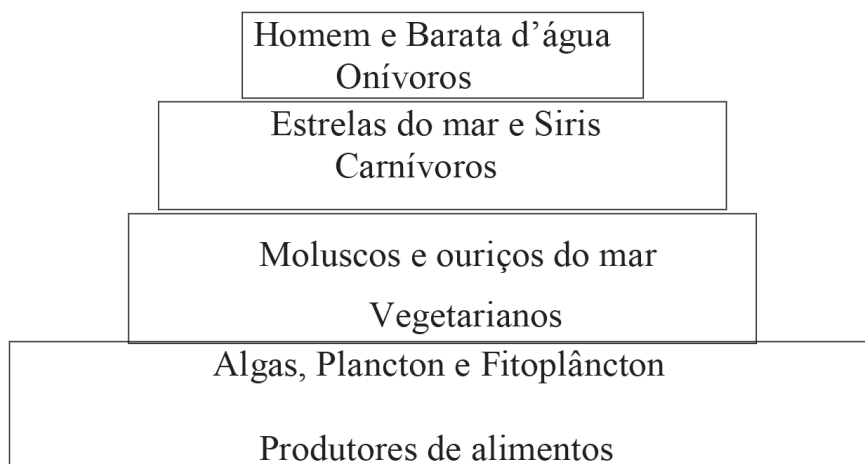 Homem e Barata d’água
Onívoros
Estrelas do mar e Siris
Carnívoros
Moluscos e ouriços do mar
Vegetarianos
Algas, Plancton e Fitoplâncton
Produtores de alimentos